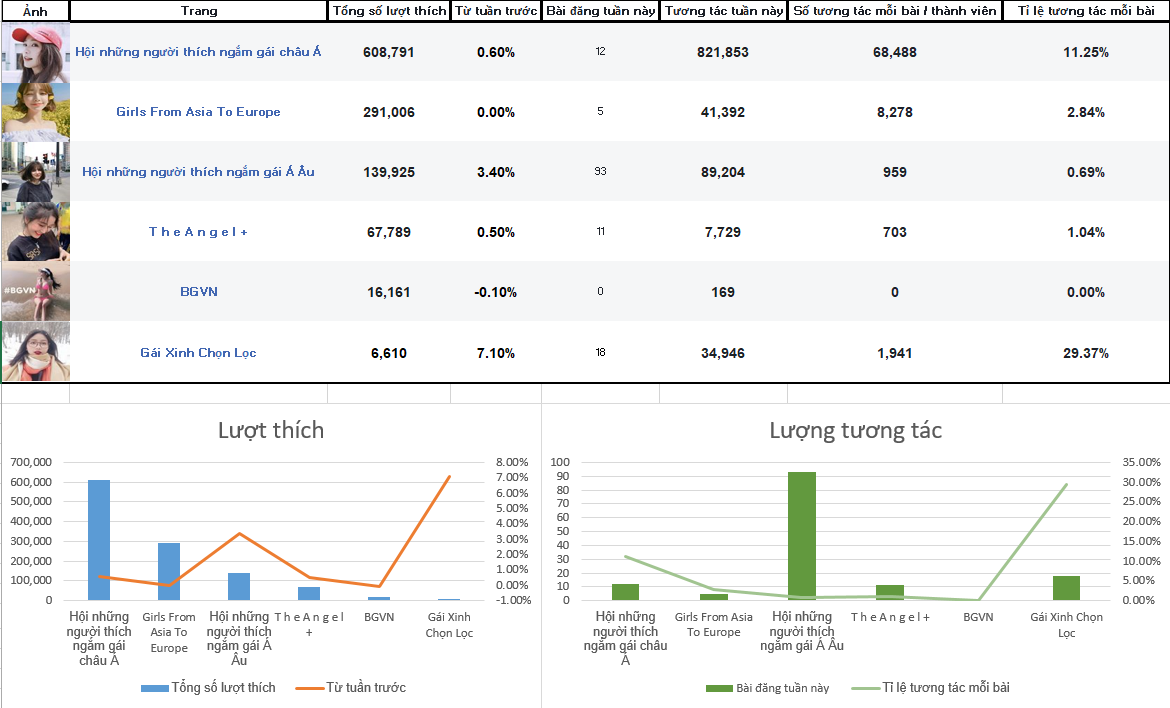 Ảnh Trang Tổng số lượt thích Từ tuần trước Bài đăng tuần này Tương tác tuần này Số tương tác mỗi bài / thành viên Tỉ lệ tương tác mỗi bài
Hội những người thích ngắm gái châu Á 608,791 0.60% 12 821,853 68,488 11.25%
Girls From Asia To Europe 291,006 0.00% 5 41,392 8,278 2.84%
Hội những người thích ngắm gái Á Âu 139,925 3.40% 93 89,204 959 0.69%
T h e A n g e l + 67,789 0.50% 11 7,729 703 1.04%
#BGVN BGVN 16,161 -0.10% 0 169 0 0.00%
Gái Xinh Chọn Lọc 6,610 7.10% 18 34,946 1,941 29.37%
Lượt thích
700,000
600,000
500,000
400,000
300,000
200,000
100,000
0
8.00%
7.00%
6.00%
5.00%
4.00%
3.00%
2.00%
1.00%
0.00%
-1.00%
Hội những
người thích
ngắm gái
châu Á
Girls From
Asia To
Europe
Hội những
người thích
ngắm gái Á
Âu
T h e A n g e l
+
BGVN
Gái Xinh
Chọn Lọc
Tổng số lượt thích
Từ tuần trước
Lượng tương tác
100
90
80
70
60
50
40
30
20
10
0
35.00%
30.00%
25.00%
20.00%
15.00%
10.00%
5.00%
0.00%
Hội những
người thích
ngắm gái châu
Á
Girls From Asia
To Europe
Hội những
người thích
ngắm gái Á Âu
T h e A n g e l +
BGVN
Gái Xinh Chọn
Lọc
Bài đăng tuần này
Tỉ lệ tương tác mỗi bài